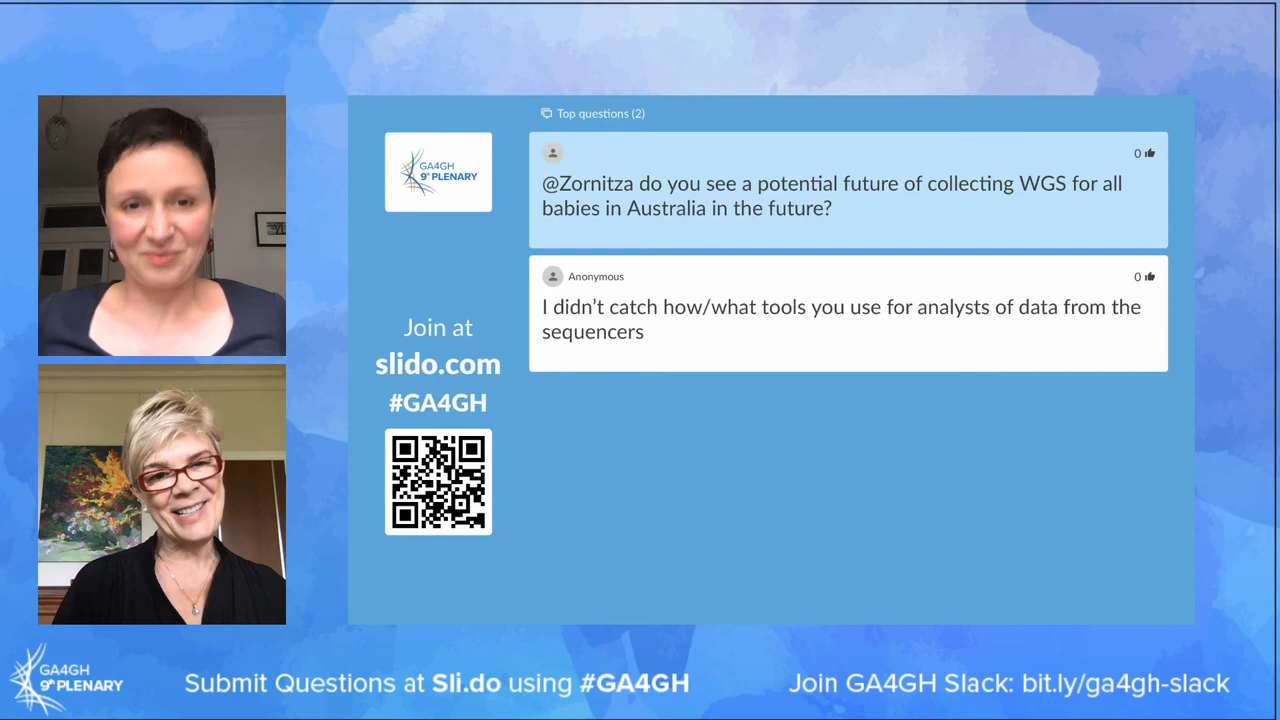 Top questions (2)
GA4GH
9th PLENARY
0
@Zornitza do you see a potential future of collecting WGS for all
babies in Australia in the future?
Anonymous
0
I didn't catch how/what tools you use for analysts of data from the
sequencers
Join at
slido.com
#GA4GH
GA4GH
9th PLENARY
Submit Questions at Sli.do using #GA4GH
Join GA4GH Slack: bit.ly/ga4gh-slack